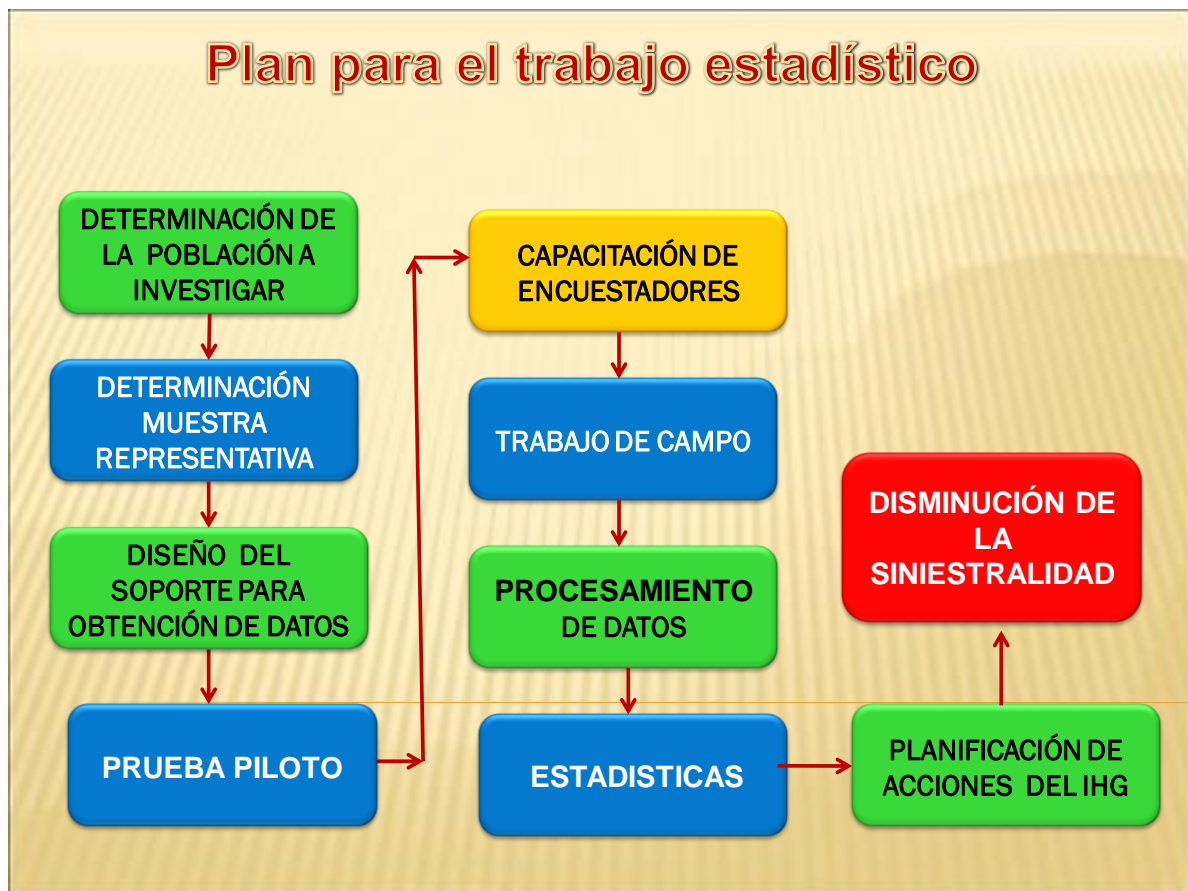 Plan para el trabajo estadístico
DETERMINACIÓN DE
LA POBLACIÓN A
INVESTIGAR
DETERMINACIÓN
MUESTRA
REPRESENTATIVA
DISEÑO DEL
SOPORTE PARA
OBTENCIÓN DE DATOS
PRUEBA PILOTO
CAPACITACIÓN DE
ENCUESTADORES
TRABAJO DE CAMPO
PROCESAMIENTO
DE DATOS
ESTADISTICAS
PLANIFICACIÓN DE
ACCIONES DEL IHG
DISMINUCIÓN DE
LA
SINIESTRALIDAD